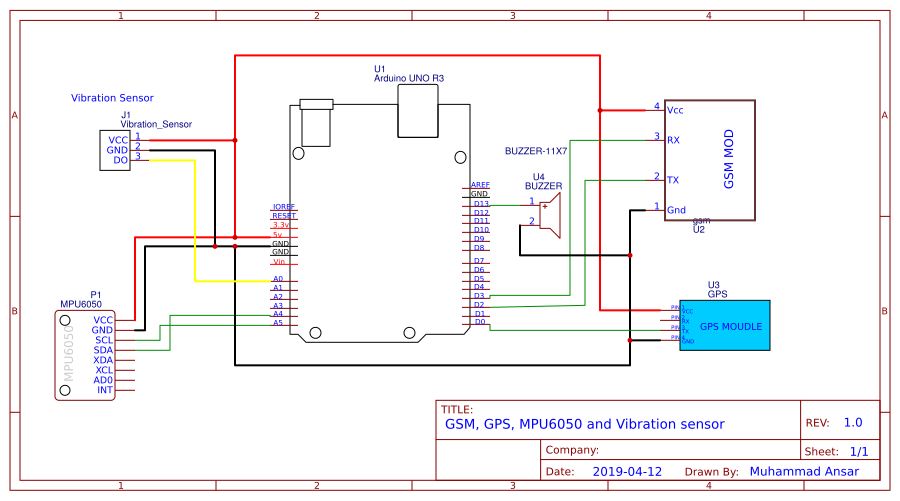 1 2 3 4
A A
B B
U1
Arduino UNO R3
Vibration Sensor
J1
Vibration_Sensor
VCC 1
GND 2
DO 3
BUZZER-11X7
U4
BUZZER
1
2
4 Vcc
3 RX
2 TX
1 Gnd
GSM MOD
gsm
U2
IOREF
RESET
3.3v
5v
GND
GND
Vin
A0
A1
A2
A3
A4
A5
AREF
GND
D13
D12
D11
D10
D9
D8
D7
D6
D5
D4
D3
D2
D1
D0
P1
MPU6050
MPU6050
VCC
GND
SCL
SDA
XDA
XCL
AD0
INT
U3
GPS
VCC
RX
TX
GND
GPS MOUDLE
TITLE:
GSM, GPS, MPU6050 and Vibration sensor
REV: 1.0
Company:
Sheet: 1/1
Date: 2019-04-12 Drawn By: Muhammad Ansar
1 2 3 4